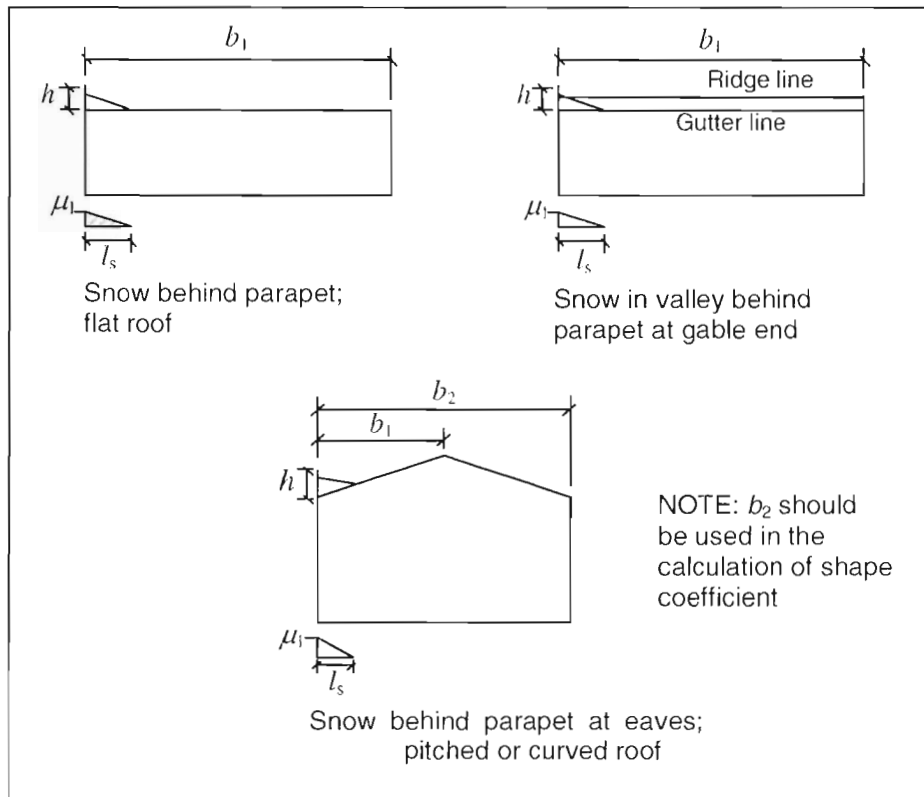 b₁
h
μ₁
lₛ
Snow behind parapet;
flat roof
b₁
Ridge line
h
Gutter line
μ₁
lₛ
Snow in valley behind
parapet at gable end
b₂
b₁
h
μ₁
lₛ
NOTE: b₂ should
be used in the
calculation of shape
coefficient
Snow behind parapet at eaves;
pitched or curved roof